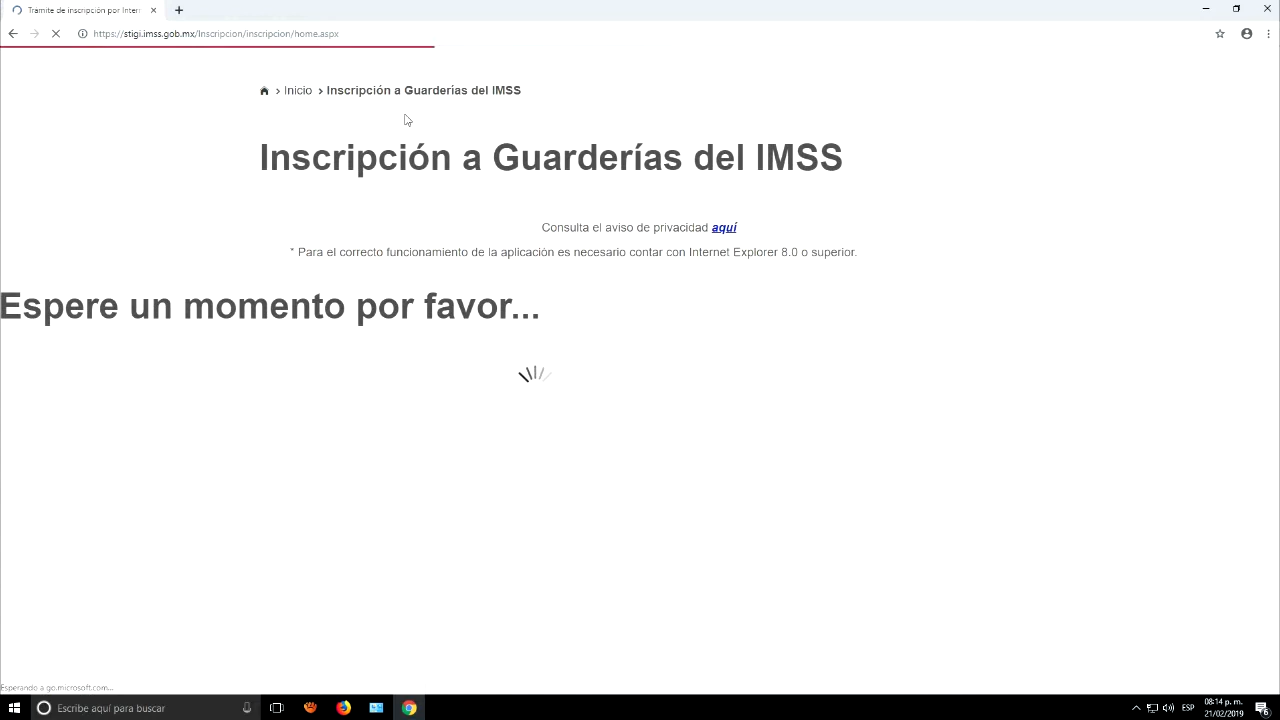 Trámite de inscripción por Inter
https://stigi.imss.gob.mx/Inscripcion/inscripcion/home.aspx
Inicio
Inscripción a Guarderías del IMSS
Inscripción a Guarderías del IMSS
Consulta el aviso de privacidad aquí
* Para el correcto funcionamiento de la aplicación es necesario contar con Internet Explorer 8.0 o superior.
Espere un momento por favor...
Esperando a go.microsoft.com...
Escribe aquí para buscar
ESP
08:14 p. m.
21/02/2019
6